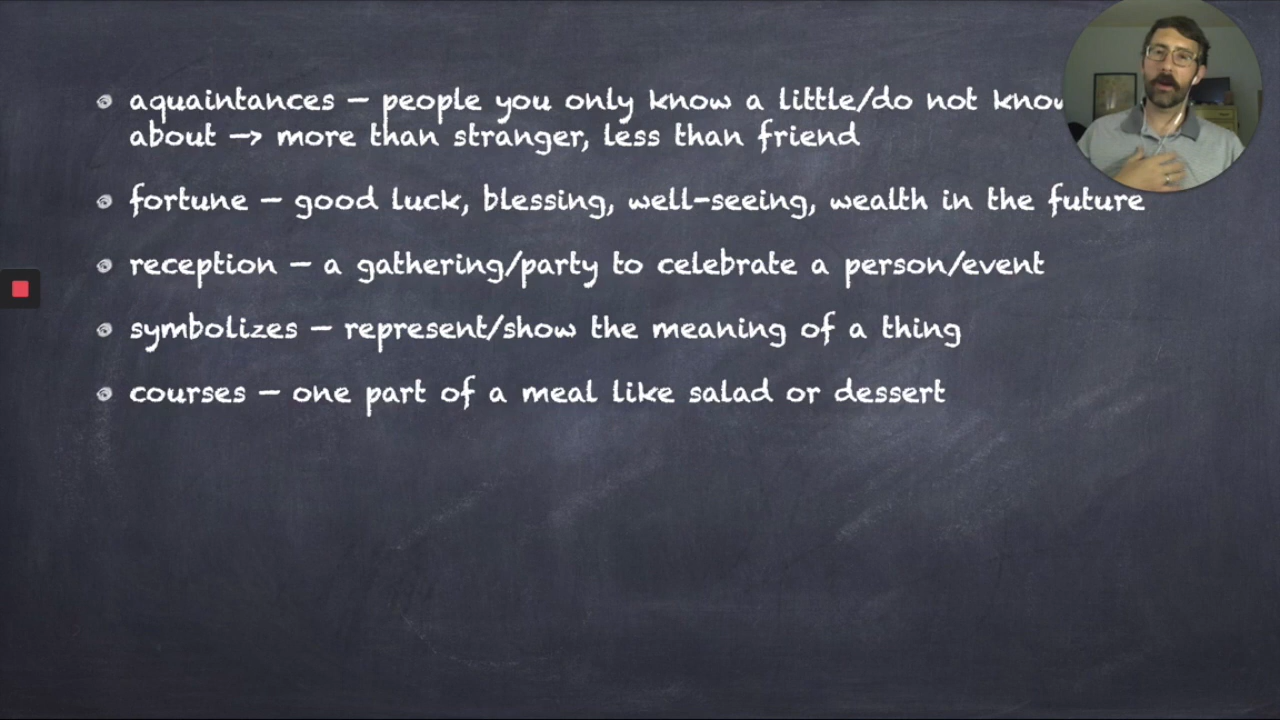 aquaintances – people you only know a little/do not
about → more than stranger, less than friend
fortune – good luck, blessing, well-seeing, wealth in the future
reception – a gathering/party to celebrate a person/event
symbolizes – represent/show the meaning of a thing
courses – one part of a meal like salad or dessert